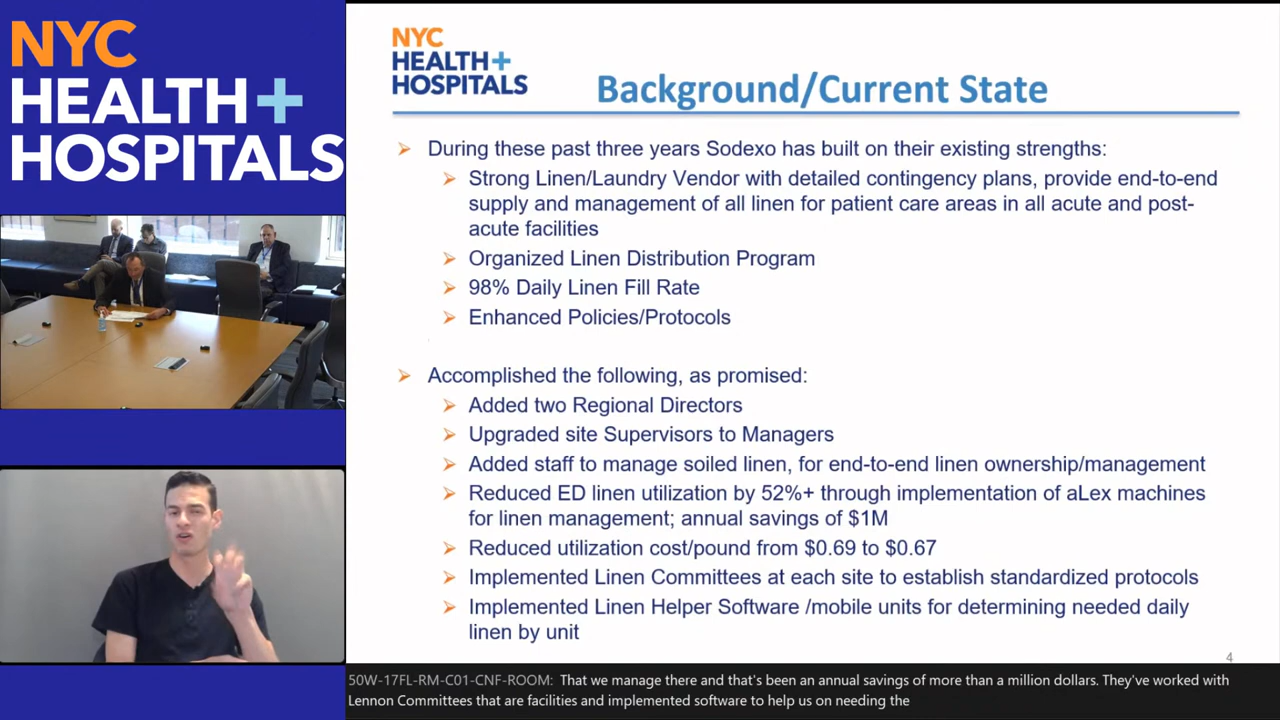 NYC
HEALTH+
HOSPITALS
NYC
HEALTH+
HOSPITALS
Background/Current State
During these past three years Sodexo has built on their existing strengths:
Strong Linen/Laundry Vendor with detailed contingency plans, provide end-to-end
supply and management of all linen for patient care areas in all acute and post-
acute facilities
Organized Linen Distribution Program
98% Daily Linen Fill Rate
Enhanced Policies/Protocols
Accomplished the following, as promised:
Added two Regional Directors
Upgraded site Supervisors to Managers
Added staff to manage soiled linen, for end-to-end linen ownership/management
Reduced ED linen utilization by 52%+ through implementation of aLex machines
for linen management; annual savings of $1M
Reduced utilization cost/pound from $0.69 to $0.67
Implemented Linen Committees at each site to establish standardized protocols
Implemented Linen Helper Software /mobile units for determining needed daily
linen by unit
4
50W-17FL-RM-C01-CNF-ROOM: That we manage there and that's been an annual savings of more than a million dollars. They've worked with
Lennon Committees that are facilities and implemented software to help us on needing the